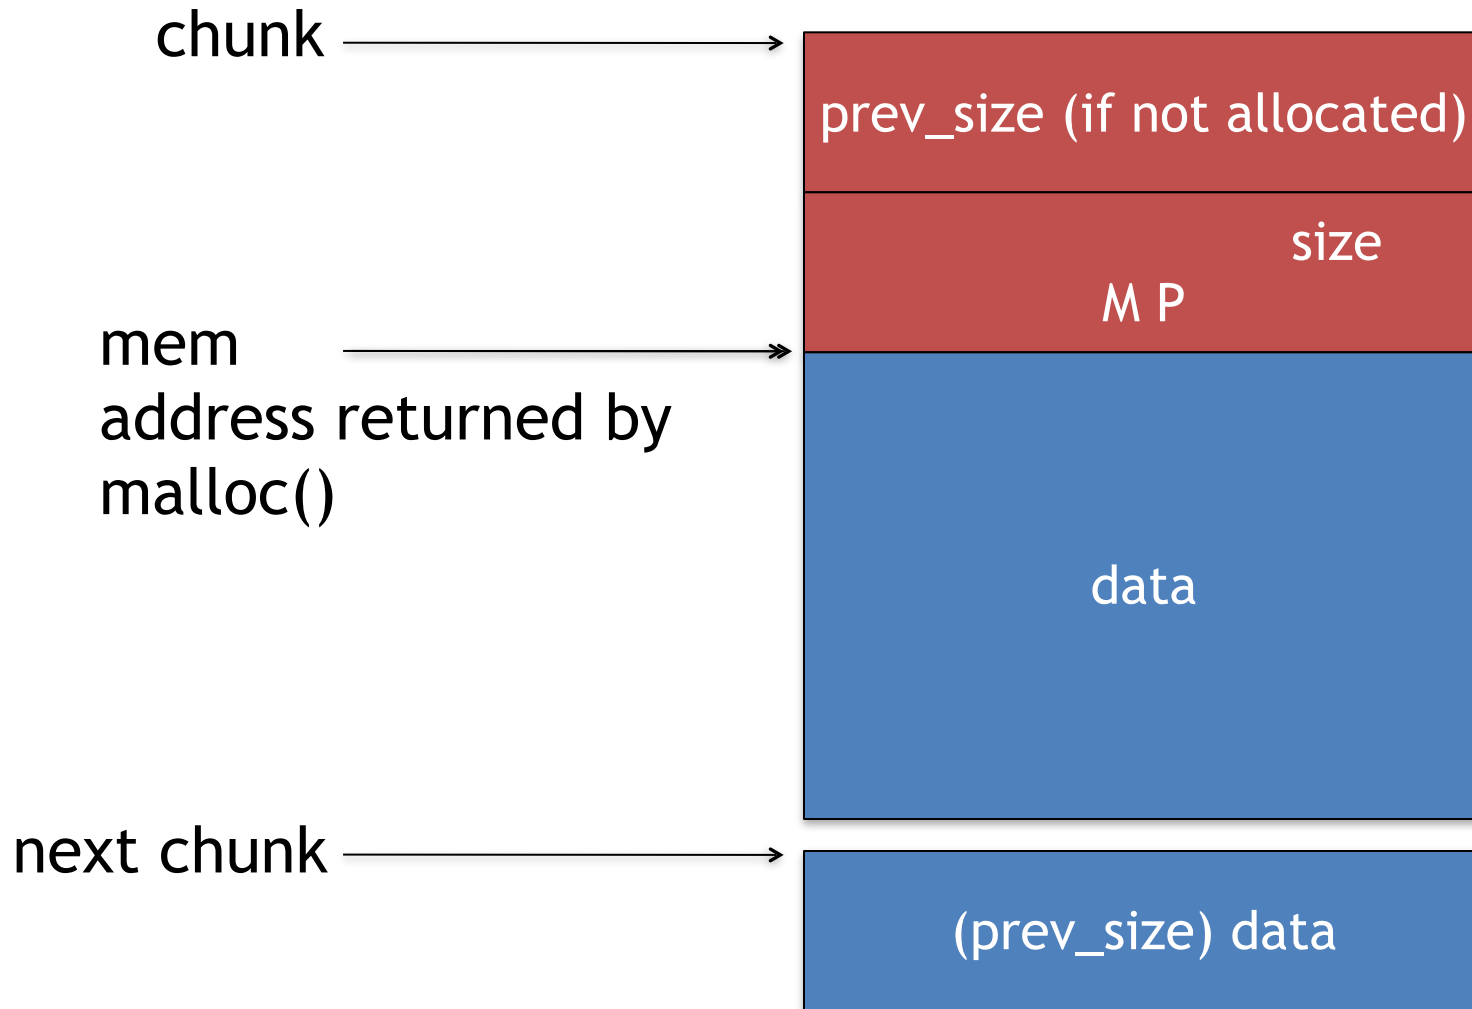 chunk
prev_size (if not allocated)
size
M P
mem
address returned by
malloc()
data
next chunk
(prev_size) data